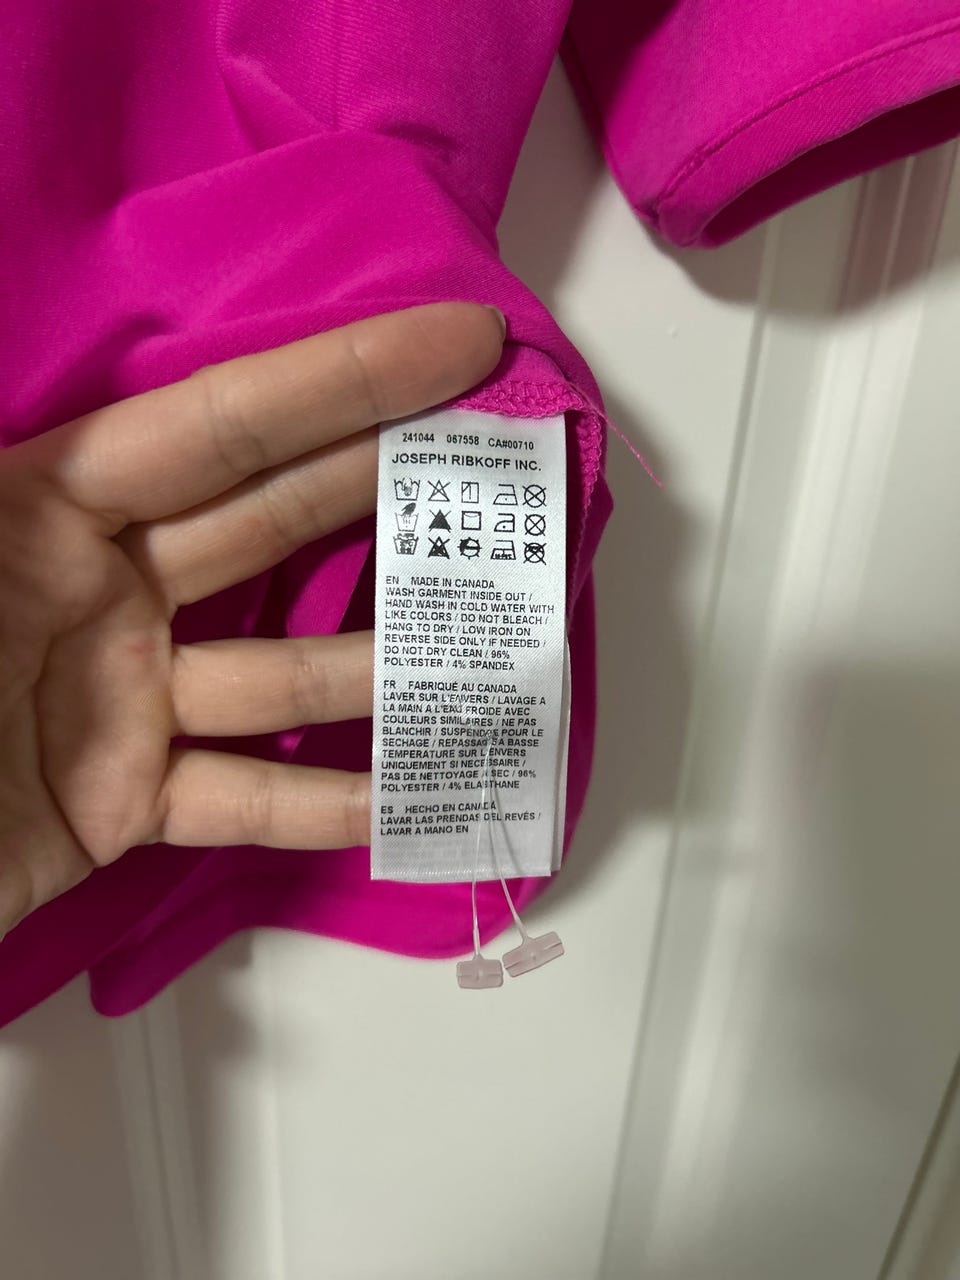 241044 067558 CA#00710
JOSEPH RIBKOFF INC.
EN MADE IN CANADA
WASH GARMENT INSIDE OUT /
HAND WASH IN COLD WATER WITH
LIKE COLORS / DO NOT BLEACH /
HANG TO DRY / LOW IRON ON
REVERSE SIDE ONLY IF NEEDED /
DO NOT DRY CLEAN / 96%
POLYESTER / 4% SPANDEX
FR FABRIQUÉ AU CANADA
LAVER SUR L'ENVERS / LAVAGE A
LA MAIN A L'EAU FROIDE AVEC
COULEURS SIMILAIRES / NE PAS
BLANCHIR / SUSPENDRE POUR LE
SECHAGE / REPASSAGE A BASSE
TEMPERATURE SUR L'ENVERS
UNIQUEMENT SI NECESSAIRE /
PAS DE NETTOYAGE A SEC / 96%
POLYESTER / 4% ELASTHANE
ES HECHO EN CANADA
LAVAR LAS PRENDAS DEL REVÉS /
LAVAR A MANO EN